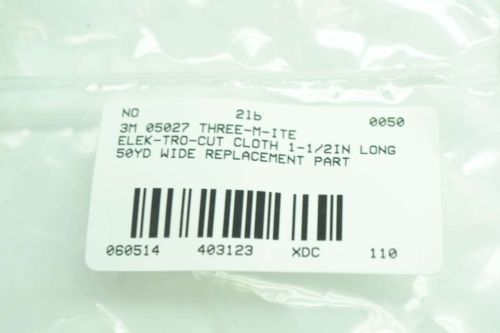 NO 2lb 0050
3M 05027 THREE-M-ITE
ELEK-TRO-CUT CLOTH 1-1/2IN LONG
50YD WIDE REPLACEMENT PART
060514 403123 XDC 110